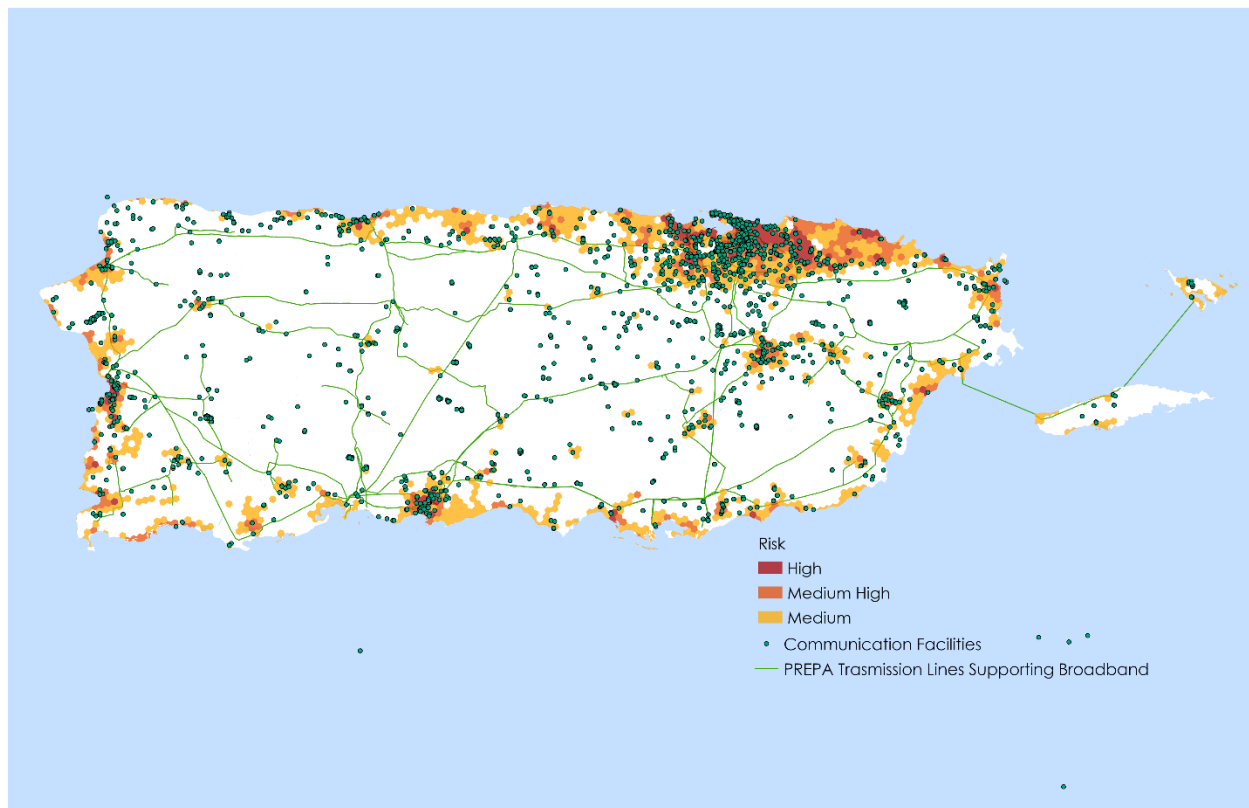 Risk
High
Medium High
Medium
Communication Facilities
PREPA Trasmission Lines Supporting Broadband